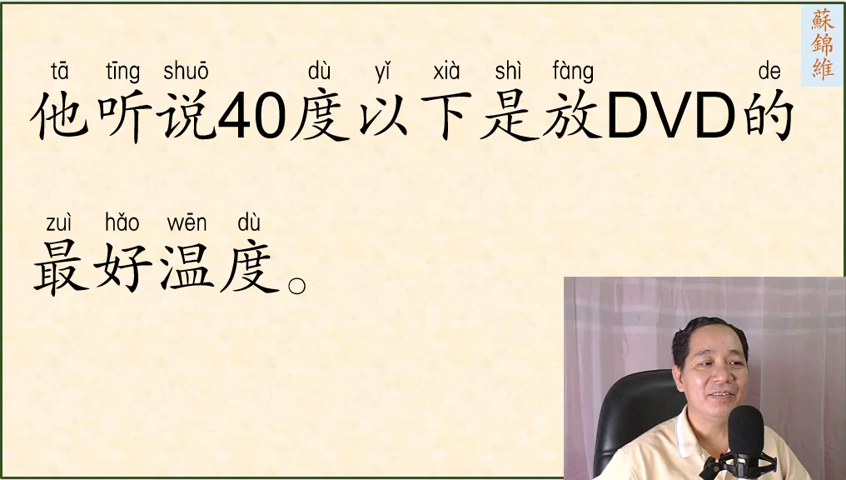 蘇錦維
tā tīng shuō dù yǐ xià shì fàng de
他听说40度以下是放DVD的
zuì hǎo wēn dù
最好温度。